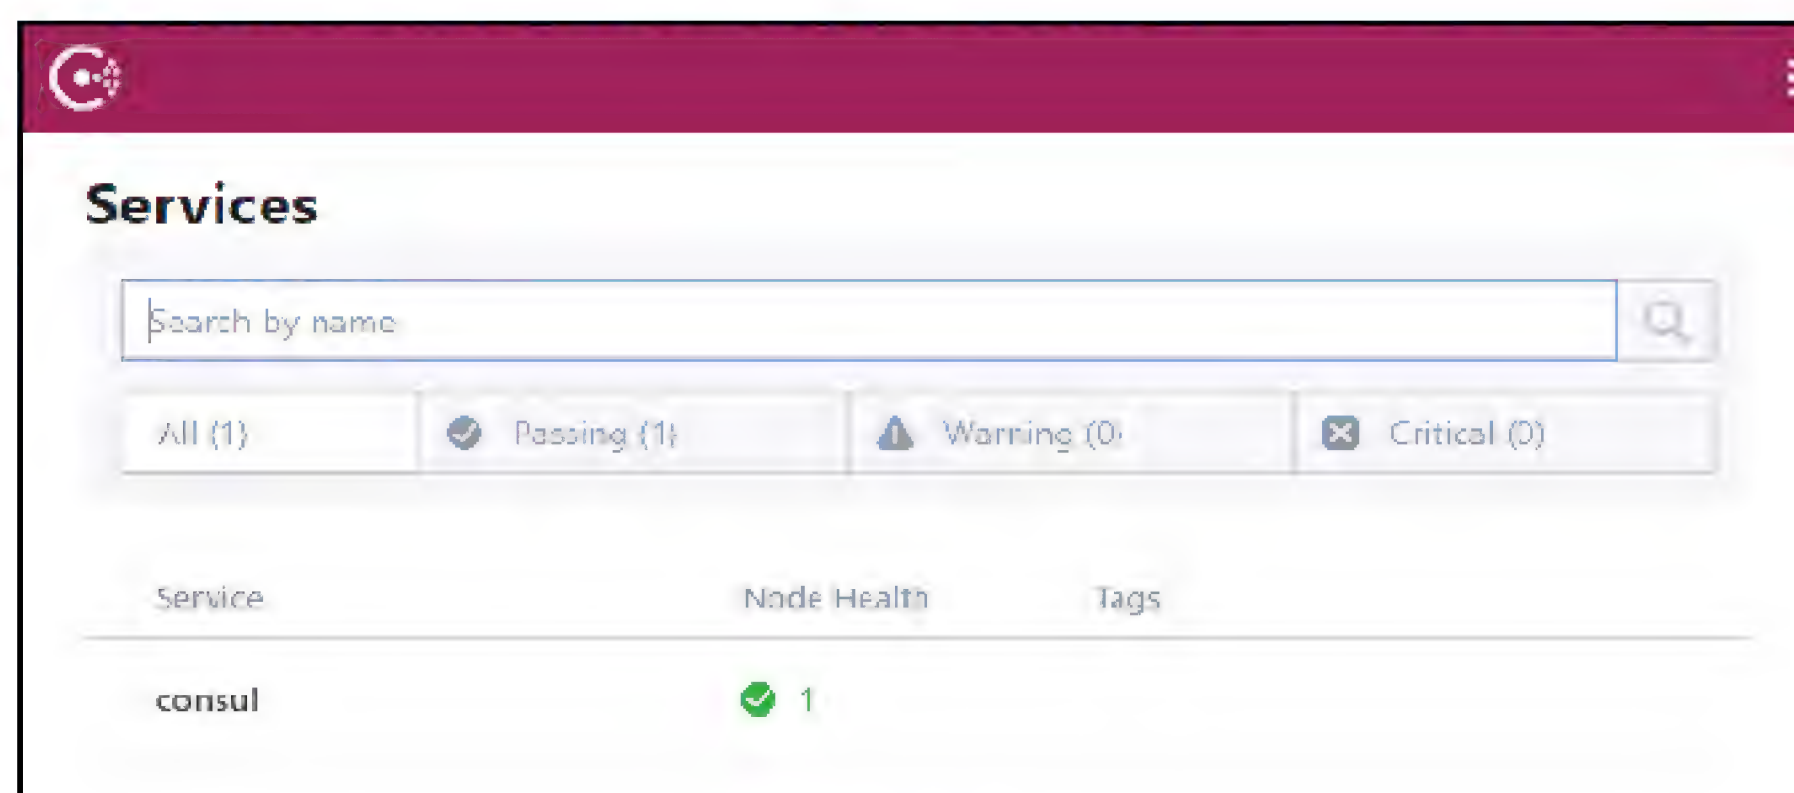 Services
Search by name
All (1) Passing (1) Warning (0) Critical (0)
Service Node Health Tags
consul 1